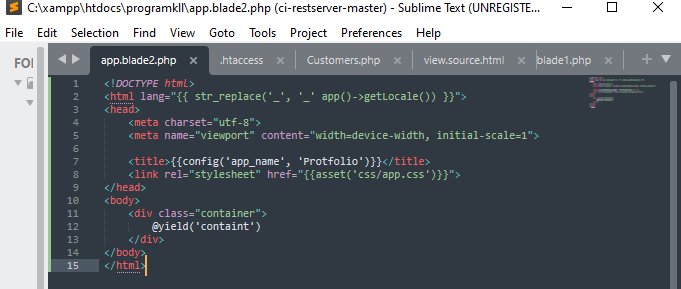 C:\xampp\htdocs\programkll\app.blade2.php (ci-restserver-master) - Sublime Text (UNREGISTE...
File Edit Selection Find View Goto Tools Project Preferences Help
FOI
app.blade2.php × .htaccess × Customers.php × view.source.html × blade1.php × + ▼
1 <!DOCTYPE html>
2 <html lang="{{ str_replace('_', '_' app()->getLocale()) }}">
3 <head>
4 <meta charset="utf-8">
5 <meta name="viewport" content="width=device-width, initial-scale=1">
6
7 <title>{{config('app_name', 'Protfolio')}}</title>
8 <link rel="stylesheet" href="{{asset('css/app.css')}}">
9 </head>
10 <body>
11 <div class="container">
12 @yield('containt')
13 </div>
14 </body>
15 </html>